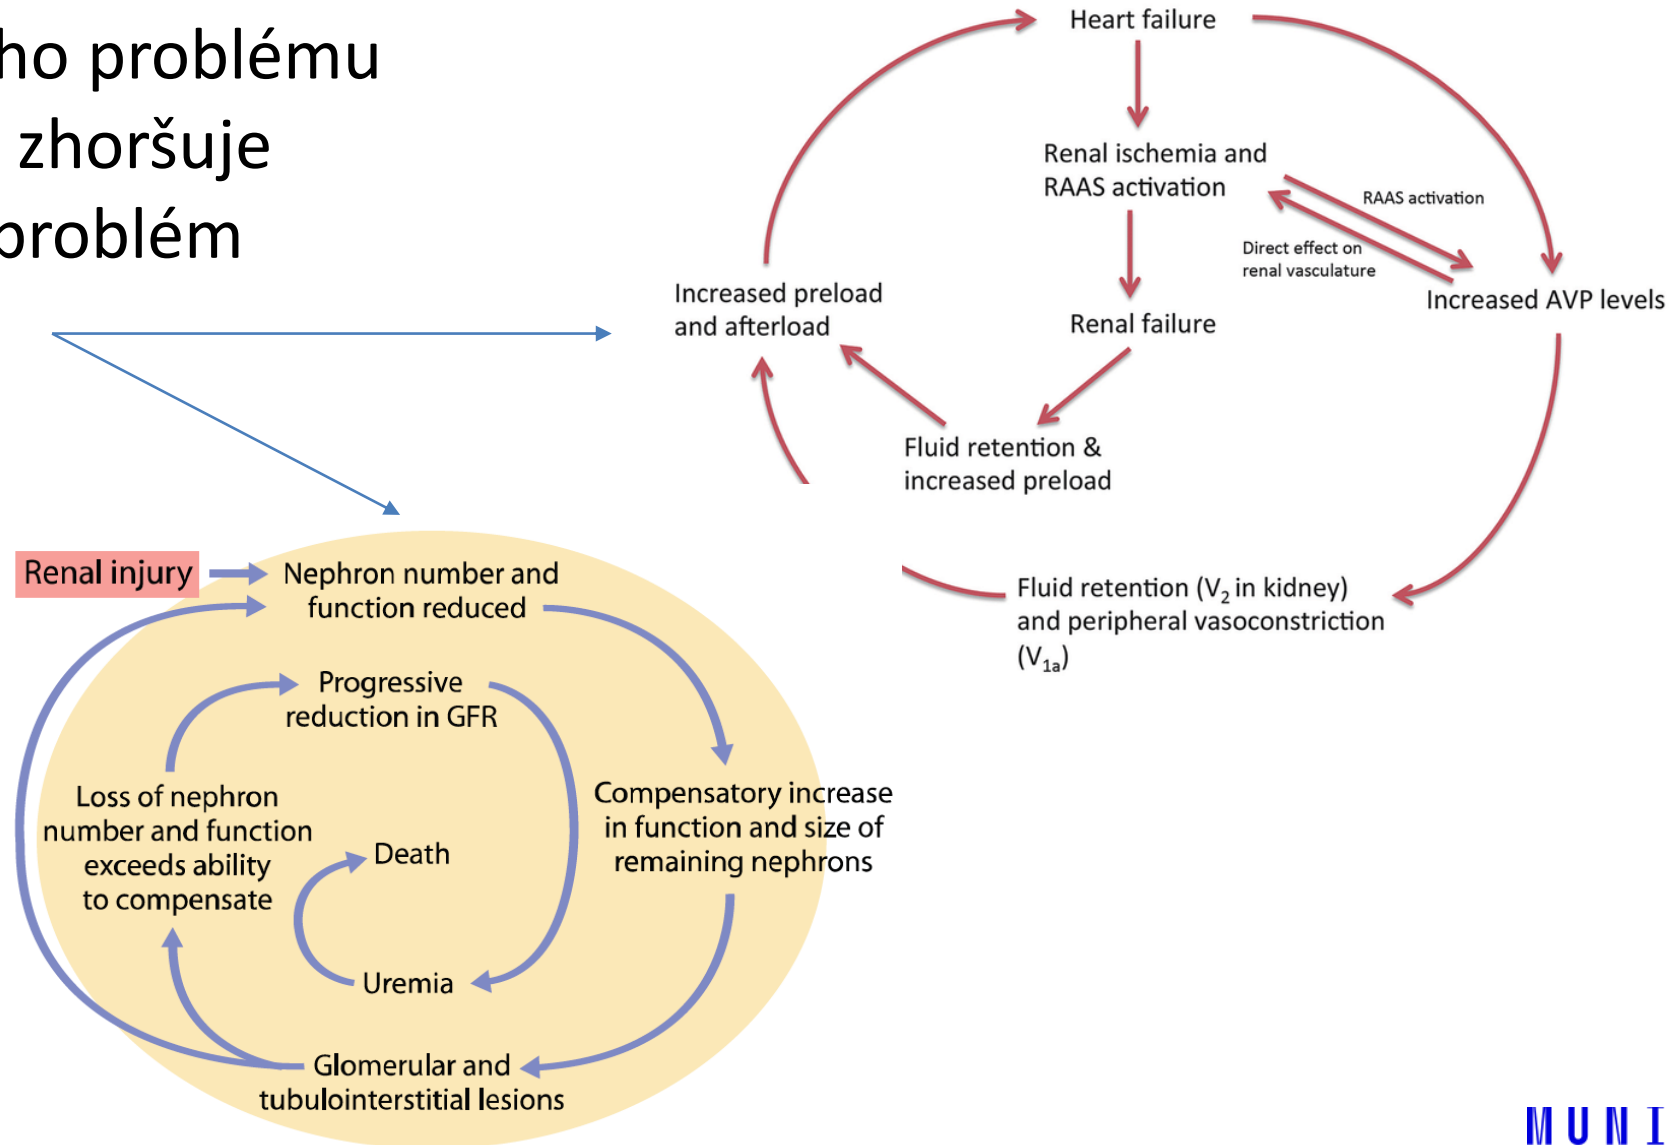 ho problému
zhoršuje
problém
Heart failure
Renal ischemia and
RAAS activation
RAAS activation
Direct effect on
renal vasculature
Increased AVP levels
Increased preload
and afterload
Renal failure
Fluid retention &
increased preload
Fluid retention (V₂ in kidney)
and peripheral vasoconstriction
(V₁ₐ)
Renal injury
Nephron number and
function reduced
Progressive
reduction in GFR
Loss of nephron
number and function
exceeds ability
to compensate
Compensatory increase
in function and size of
remaining nephrons
Death
Uremia
Glomerular and
tubulointerstitial lesions
MUNI